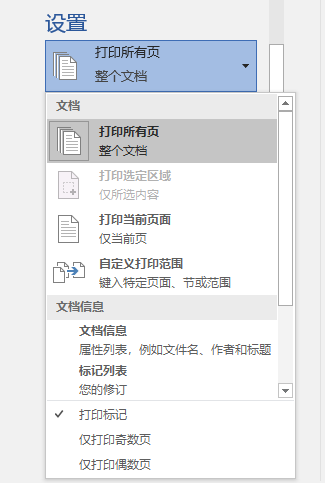 设置
打印所有页
整个文档
文档
打印所有页
整个文档
打印选定区域
仅所选内容
打印当前页面
仅当前页
自定义打印范围
键入特定页面、节或范围
文档信息
文档信息
属性列表，例如文件名、作者和标题
标记列表
您的修订
打印标记
仅打印奇数页
仅打印偶数页